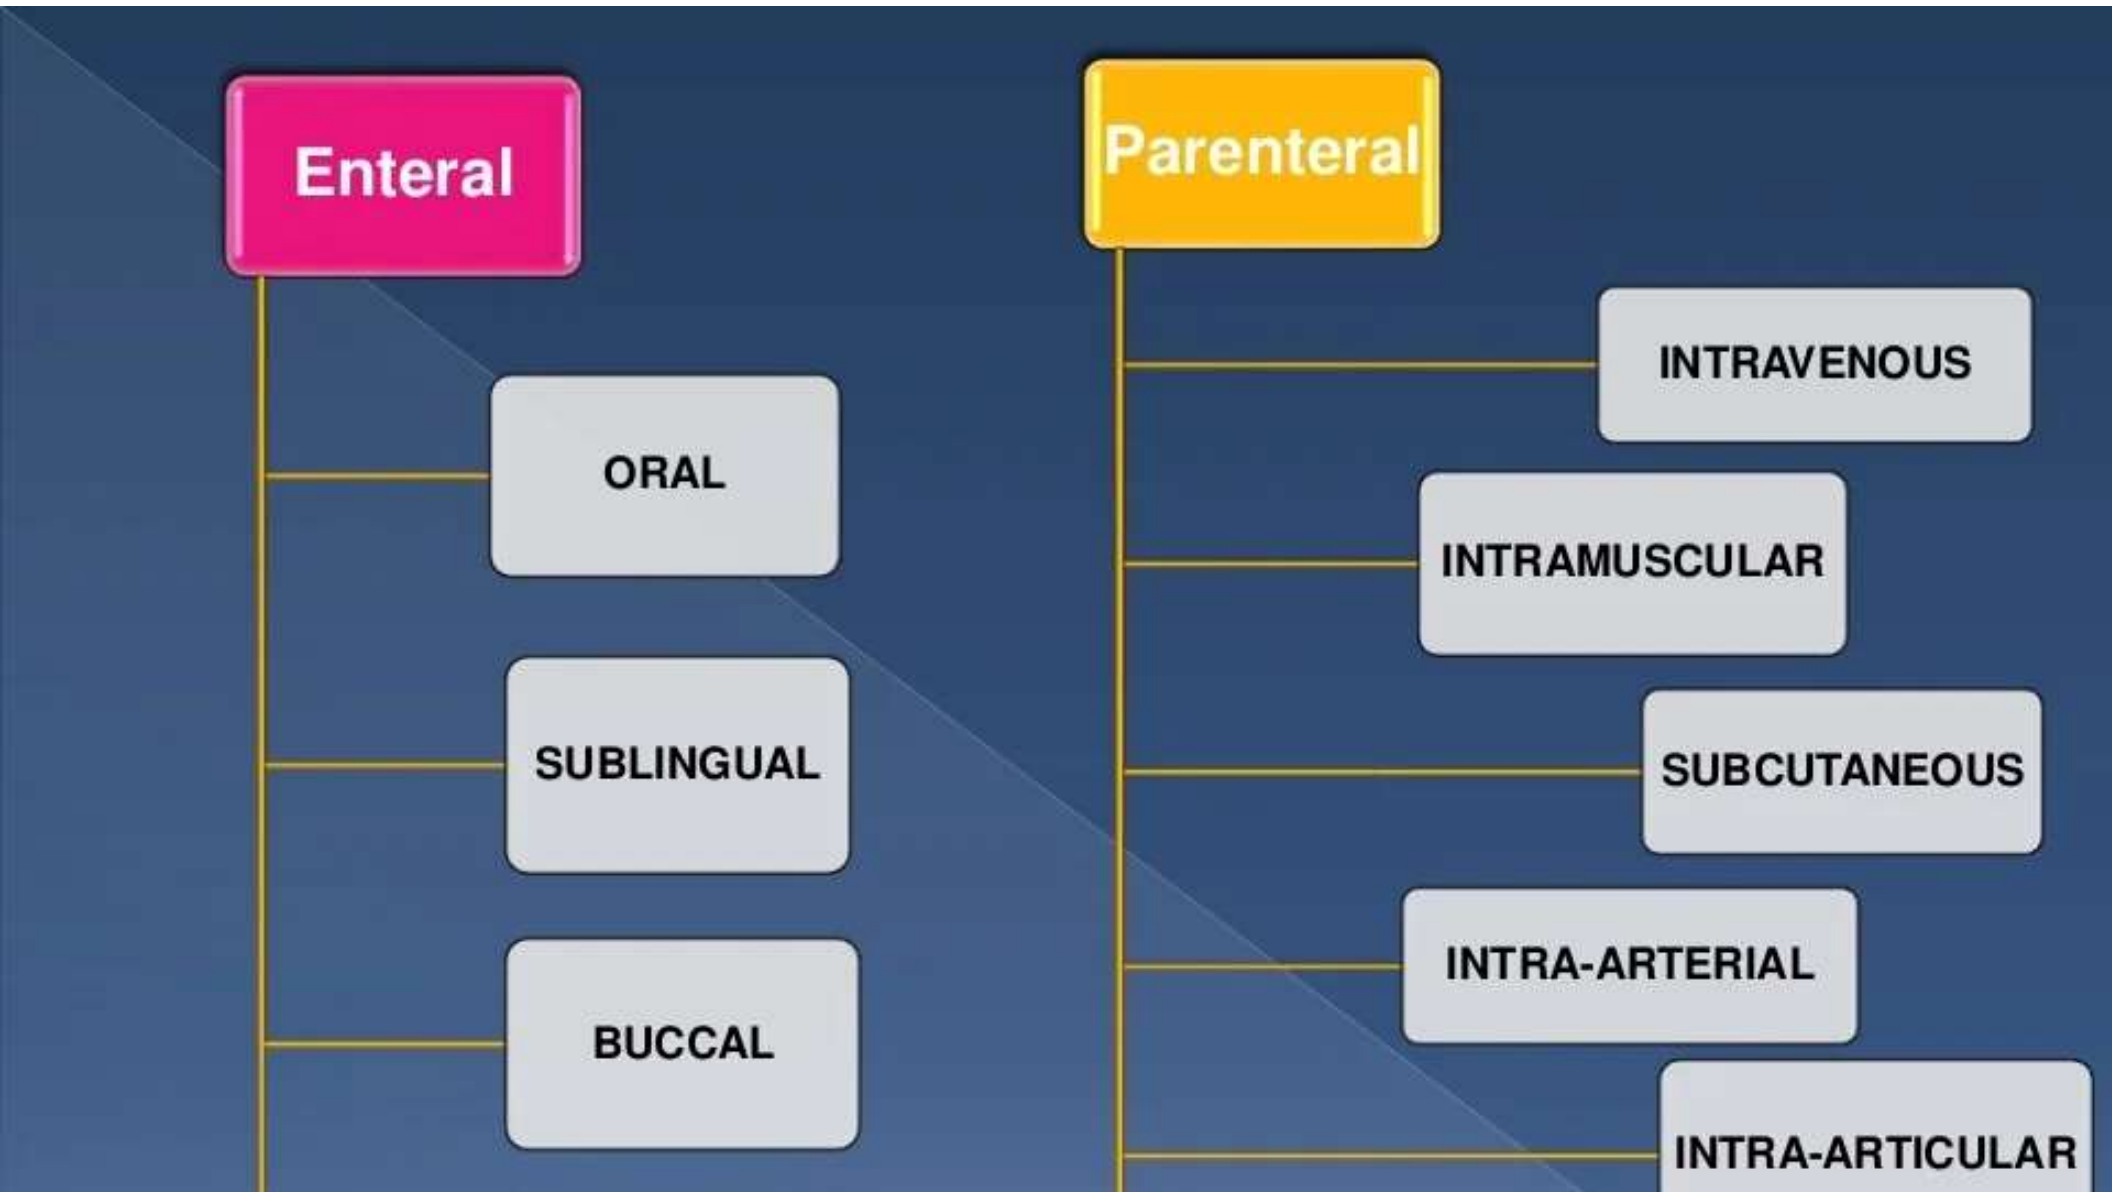 Enteral
ORAL
SUBLINGUAL
BUCCAL
Parenteral
INTRAVENOUS
INTRAMUSCULAR
SUBCUTANEOUS
INTRA-ARTERIAL
INTRA-ARTICULAR